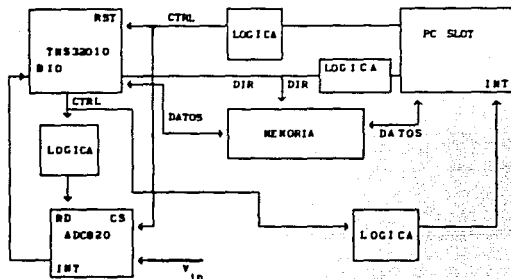 RST
CTRL
LOGICA
PC SLOT
TMS32010
BIO
DIR
DIR
LOGICA
INT
CTRL
DATOS
MEMORIA
DATOS
LOGICA
RD CS
ADC820
LOGICA
INT
V in